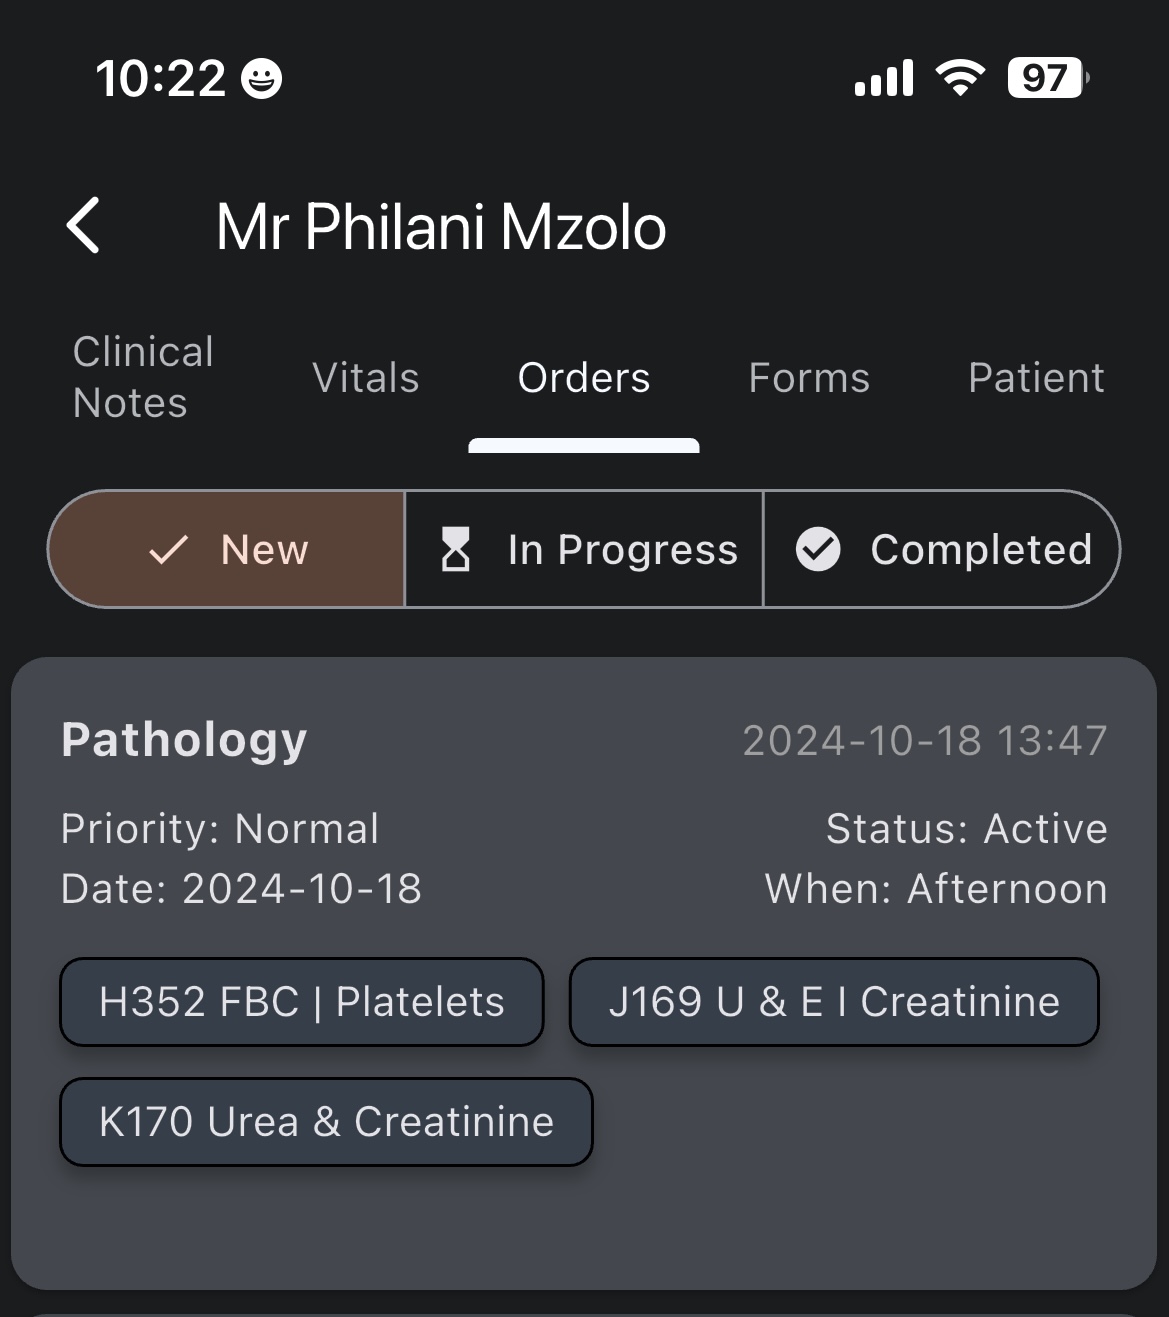 10:22
97
Mr Philani Mzolo
Clinical
Notes
Vitals
Orders
Forms
Patient
New
In Progress
Completed
Pathology
2024-10-18 13:47
Priority: Normal
Status: Active
Date: 2024-10-18
When: Afternoon
H352 FBC | Platelets
J169 U & E I Creatinine
K170 Urea & Creatinine